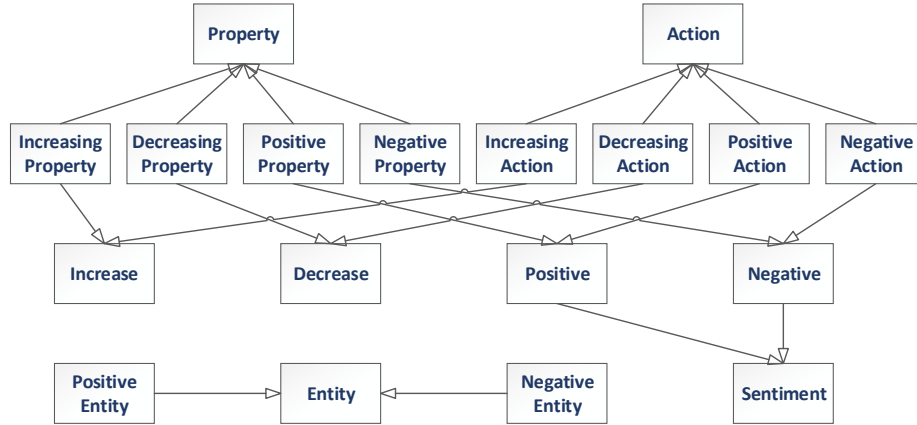 Property
Action
Increasing
Property
Decreasing
Property
Positive
Property
Negative
Property
Increasing
Action
Decreasing
Action
Positive
Action
Negative
Action
Increase
Decrease
Positive
Negative
Positive
Entity
Entity
Negative
Entity
Sentiment